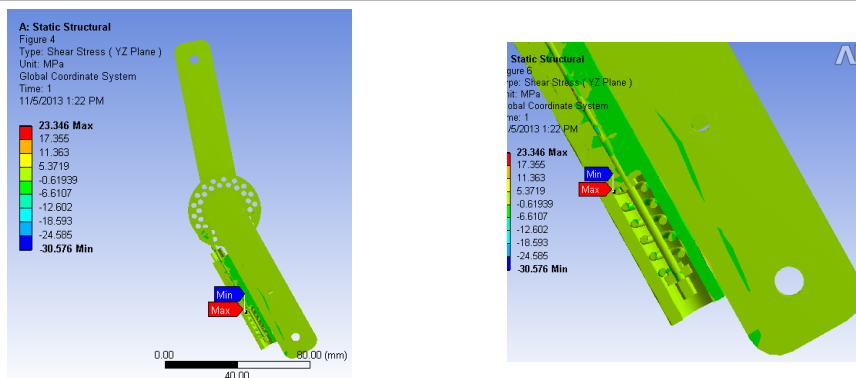 A: Static Structural
Figure 4
Type: Shear Stress ( YZ Plane )
Unit: MPa
Global Coordinate System
Time: 1
11/5/2013 1:22 PM
23.346 Max
17.355
11.363
5.3719
-0.61939
-6.6107
-12.602
-18.593
-24.585
-30.576 Min
Min
Max
0.00
80.00 (mm)
40.00
Static Structural
gure 6
pe: Shear Stress ( YZ Plane )
nit: MPa
obal Coordinate System
me: 1
/5/2013 1:22 PM
23.346 Max
17.355
11.363
5.3719
-0.61939
-6.6107
-12.602
-18.593
-24.585
-30.576 Min
Min
Max